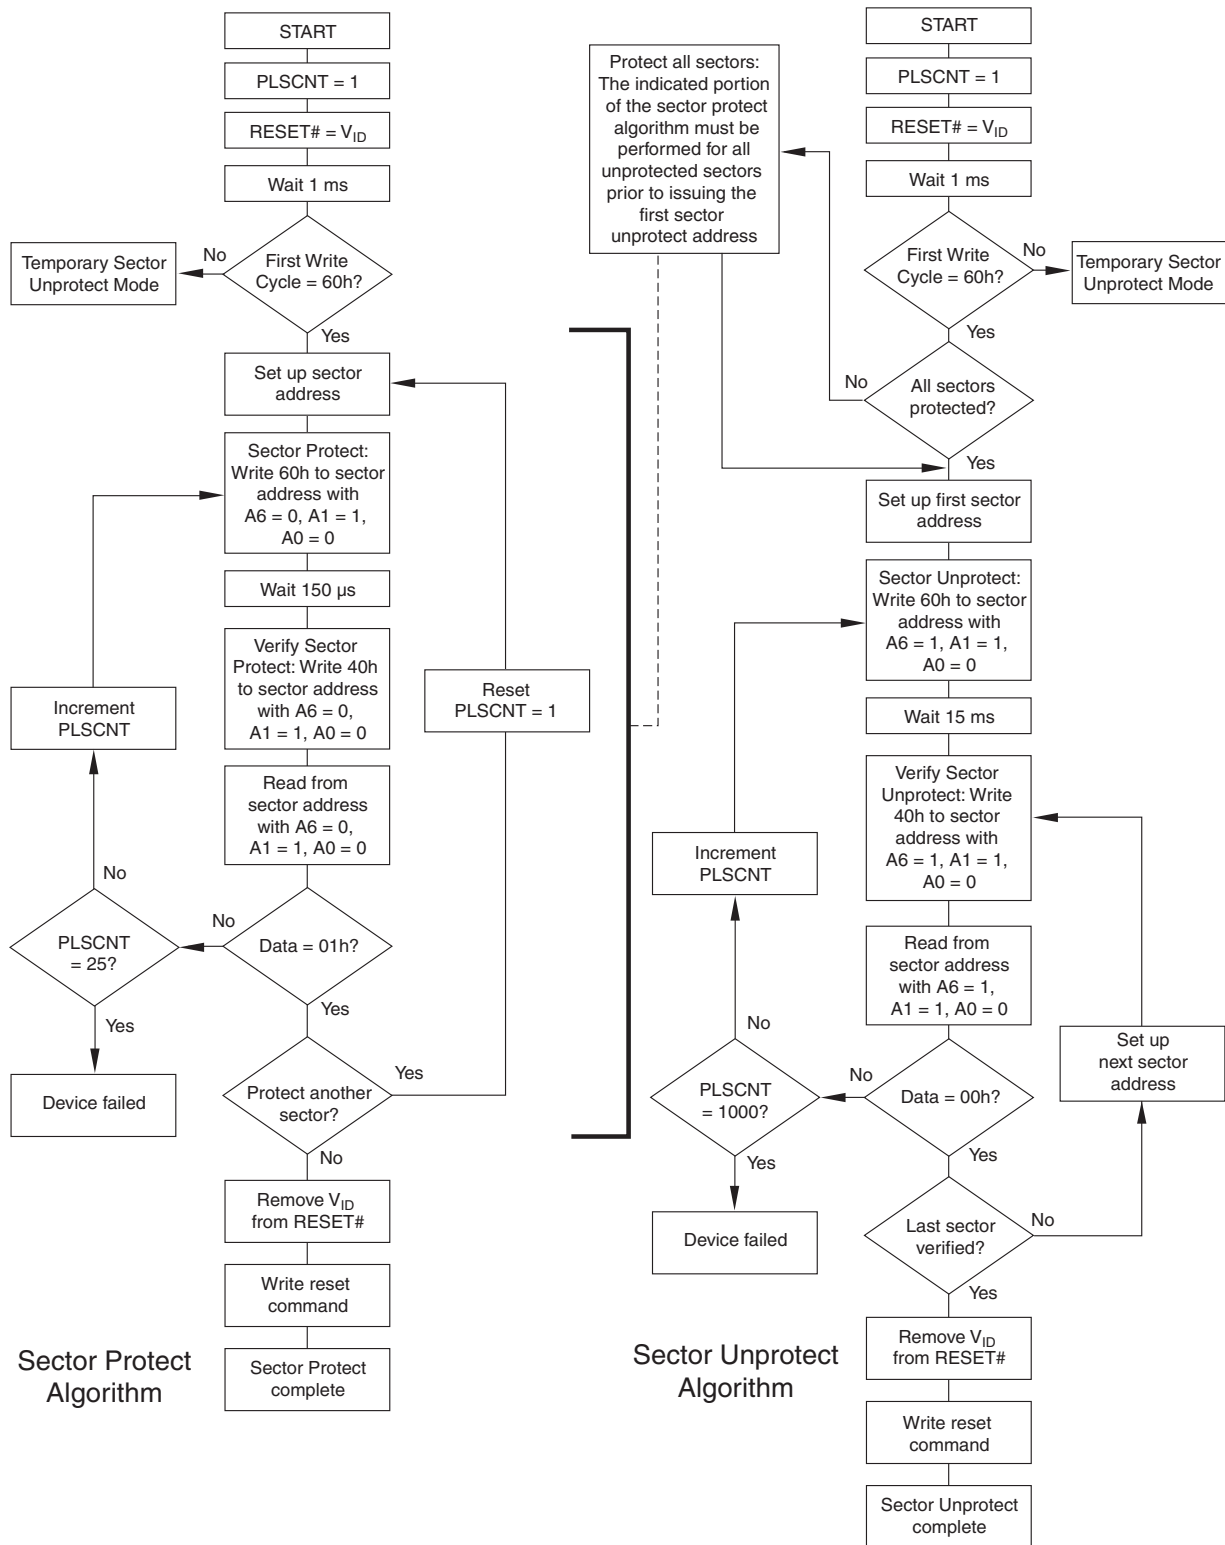 START
PLSCNT = 1
RESET# = VID
Wait 1 ms
First Write
Cycle = 60h?
No
Temporary Sector
Unprotect Mode
Yes
Set up sector
address
Sector Protect:
Write 60h to sector
address with
A6 = 0, A1 = 1,
A0 = 0
Wait 150 µs
Verify Sector
Protect: Write 40h
to sector address
with A6 = 0,
A1 = 1, A0 = 0
Reset
PLSCNT = 1
Increment
PLSCNT
Read from
sector address
with A6 = 0,
A1 = 1, A0 = 0
No
No
PLSCNT
= 25?
Data = 01h?
Yes
Yes
Device failed
Protect another
sector?
Yes
No
Remove VID
from RESET#
Write reset
command
Sector Protect
complete
Sector Protect
Algorithm
Protect all sectors:
The indicated portion
of the sector protect
algorithm must be
performed for all
unprotected sectors
prior to issuing the
first sector
unprotect address
START
PLSCNT = 1
RESET# = VID
Wait 1 ms
First Write
Cycle = 60h?
No
Temporary Sector
Unprotect Mode
Yes
No
All sectors
protected?
Yes
Set up first sector
address
Sector Unprotect:
Write 60h to sector
address with
A6 = 1, A1 = 1,
A0 = 0
Wait 15 ms
Verify Sector
Unprotect: Write
40h to sector
address with
A6 = 1, A1 = 1,
A0 = 0
Increment
PLSCNT
Read from
sector address
with A6 = 1,
A1 = 1, A0 = 0
No
No
PLSCNT
= 1000?
Data = 00h?
Set up
next sector
address
Yes
Yes
Device failed
Last sector
verified?
No
Yes
Remove VID
from RESET#
Write reset
command
Sector Unprotect
complete
Sector Unprotect
Algorithm